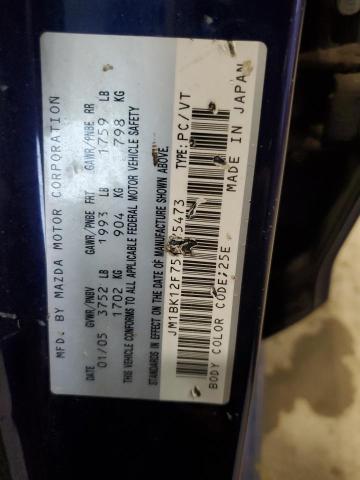 MFD. BY MAZDA MOTOR CORPORATION
DATE GVWR/PNBV GAWR/PNBE FRT GAWR/PNBE RR
01/05 3752 LB 1993 LB 1759 LB
1702 KG 904 KG 798 KG
THIS VEHICLE CONFORMS TO ALL APPLICABLE FEDERAL MOTOR VEHICLE SAFETY
STANDARDS IN EFFECT ON THE DATE OF MANUFACTURE SHOWN ABOVE.
5473 TYPE: PC/VT
BODY COLOR CODE:25E MADE IN JAPAN